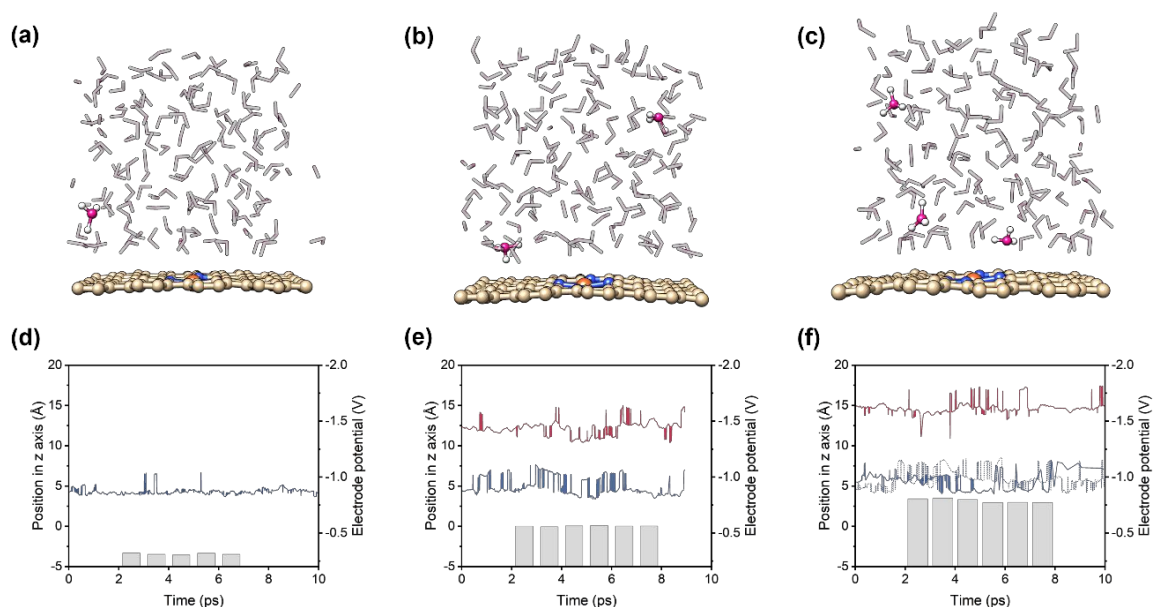 (a)
(b)
(c)
(d)
20
15
10
5
0
-5
Position in z axis (Å)
0 2 4 6 8 10
Time (ps)
-2.0
-1.5
-1.0
-0.5
Electrode potential (V)
(e)
20
15
10
5
0
-5
Position in z axis (Å)
0 2 4 6 8 10
Time (ps)
-2.0
-1.5
-1.0
-0.5
Electrode potential (V)
(f)
20
15
10
5
0
-5
Position in z axis (Å)
0 2 4 6 8 10
Time (ps)
-2.0
-1.5
-1.0
-0.5
Electrode potential (V)